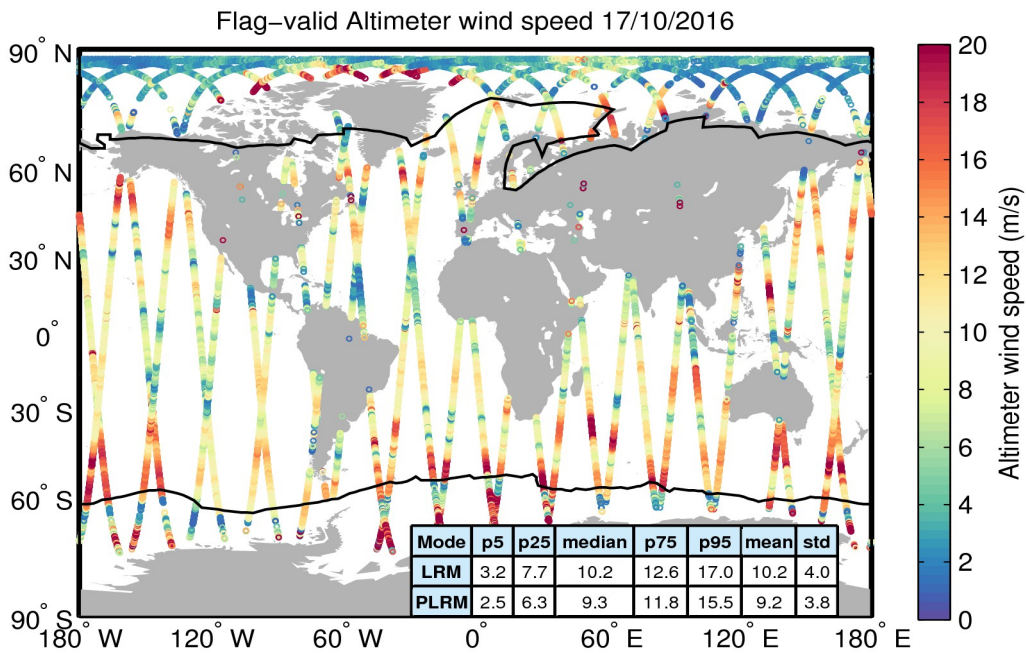 Flag−valid Altimeter wind speed 17/10/2016
90° N
60° N
30° N
0°
30° S
60° S
90° S
180° W
120° W
60° W
0°
60° E
120° E
180° E
Mode p5 p25 median p75 p95 mean std
LRM 3.2 7.7 10.2 12.6 17.0 10.2 4.0
PLRM 2.5 6.3 9.3 11.8 15.5 9.2 3.8
20
18
16
14
12
10
8
6
4
2
0
Altimeter wind speed (m/s)